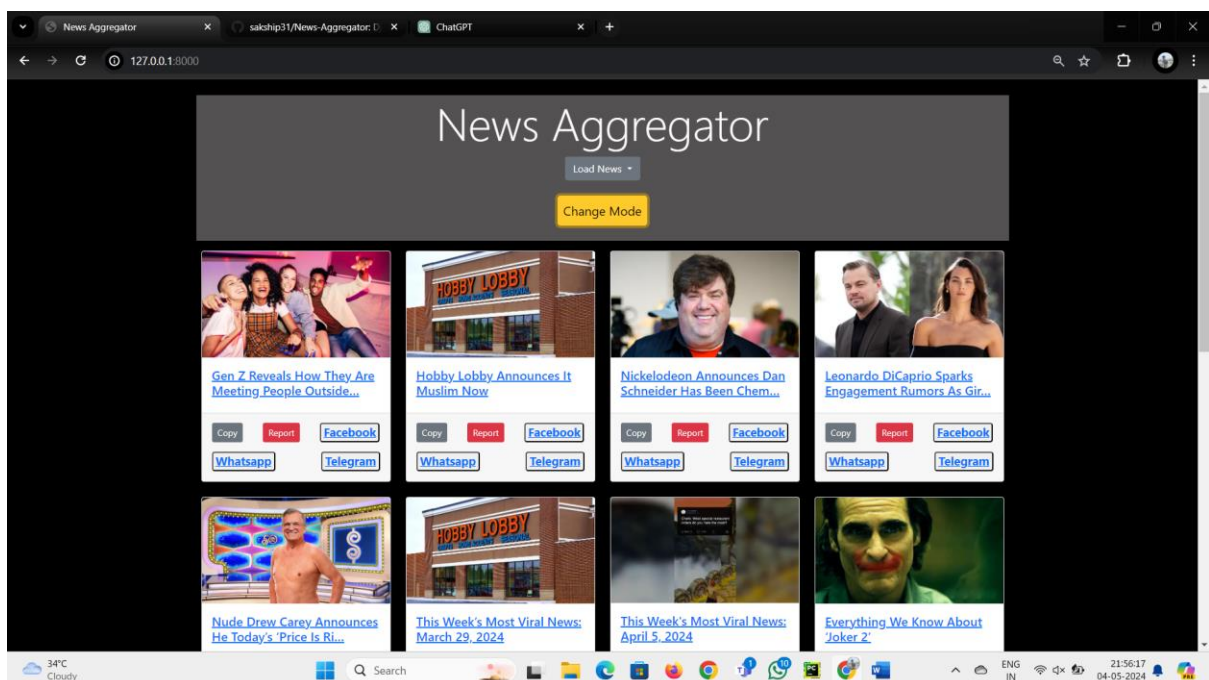 News Aggregator
sakship31/News-Aggregator: D
ChatGPT
127.0.0.1:8000
News Aggregator
Load News
Change Mode
HOBBY LOBBY
Gen Z Reveals How They Are
Meeting People Outside...
Hobby Lobby Announces It
Muslim Now
Nickelodeon Announces Dan
Schneider Has Been Chem...
Leonardo DiCaprio Sparks
Engagement Rumors As Gir...
Copy Report Facebook
Whatsapp Telegram
Copy Report Facebook
Whatsapp Telegram
Copy Report Facebook
Whatsapp Telegram
Copy Report Facebook
Whatsapp Telegram
$
HOBBY LOBBY
Nude Drew Carey Announces
He Today's 'Price Is Ri...
This Week's Most Viral News:
March 29, 2024
This Week's Most Viral News:
April 5, 2024
Everything We Know About
'Joker 2'
34°C
Cloudy
Search
ENG
IN
21:56:17
04-05-2024